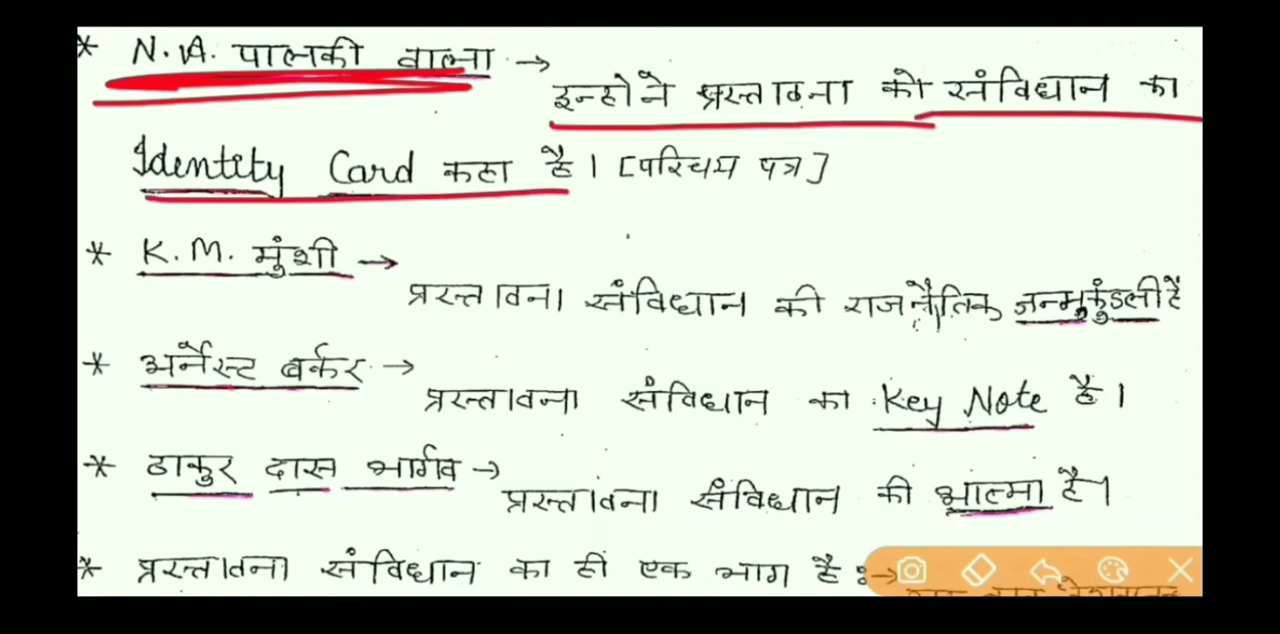 * N.A. पालकी वाला →
इन्होने प्रस्तावना को संविधान का
Identity Card कहा है। [परिचय पत्र]
* K.M. मुंशी →
प्रस्तावना संविधान की राजनैतिक जन्मकुंडली है
* अर्नेस्ट बर्कर →
प्रस्तावना संविधान का Key Note है।
* ठाकुर दास भार्गव →
प्रस्तावना संविधान की आत्मा है।
* प्रस्तावना संविधान का ही एक भाग है :→